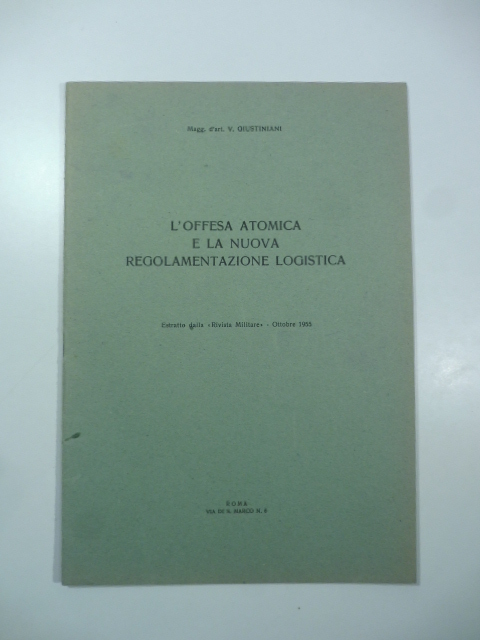 Magg. d'art. V. GIUSTINIANI
L'OFFESA ATOMICA
E LA NUOVA
REGOLAMENTAZIONE LOGISTICA
Estratto dalla «Rivista Militare» - Ottobre 1955
ROMA
VIA DI S. MARCO N. 8